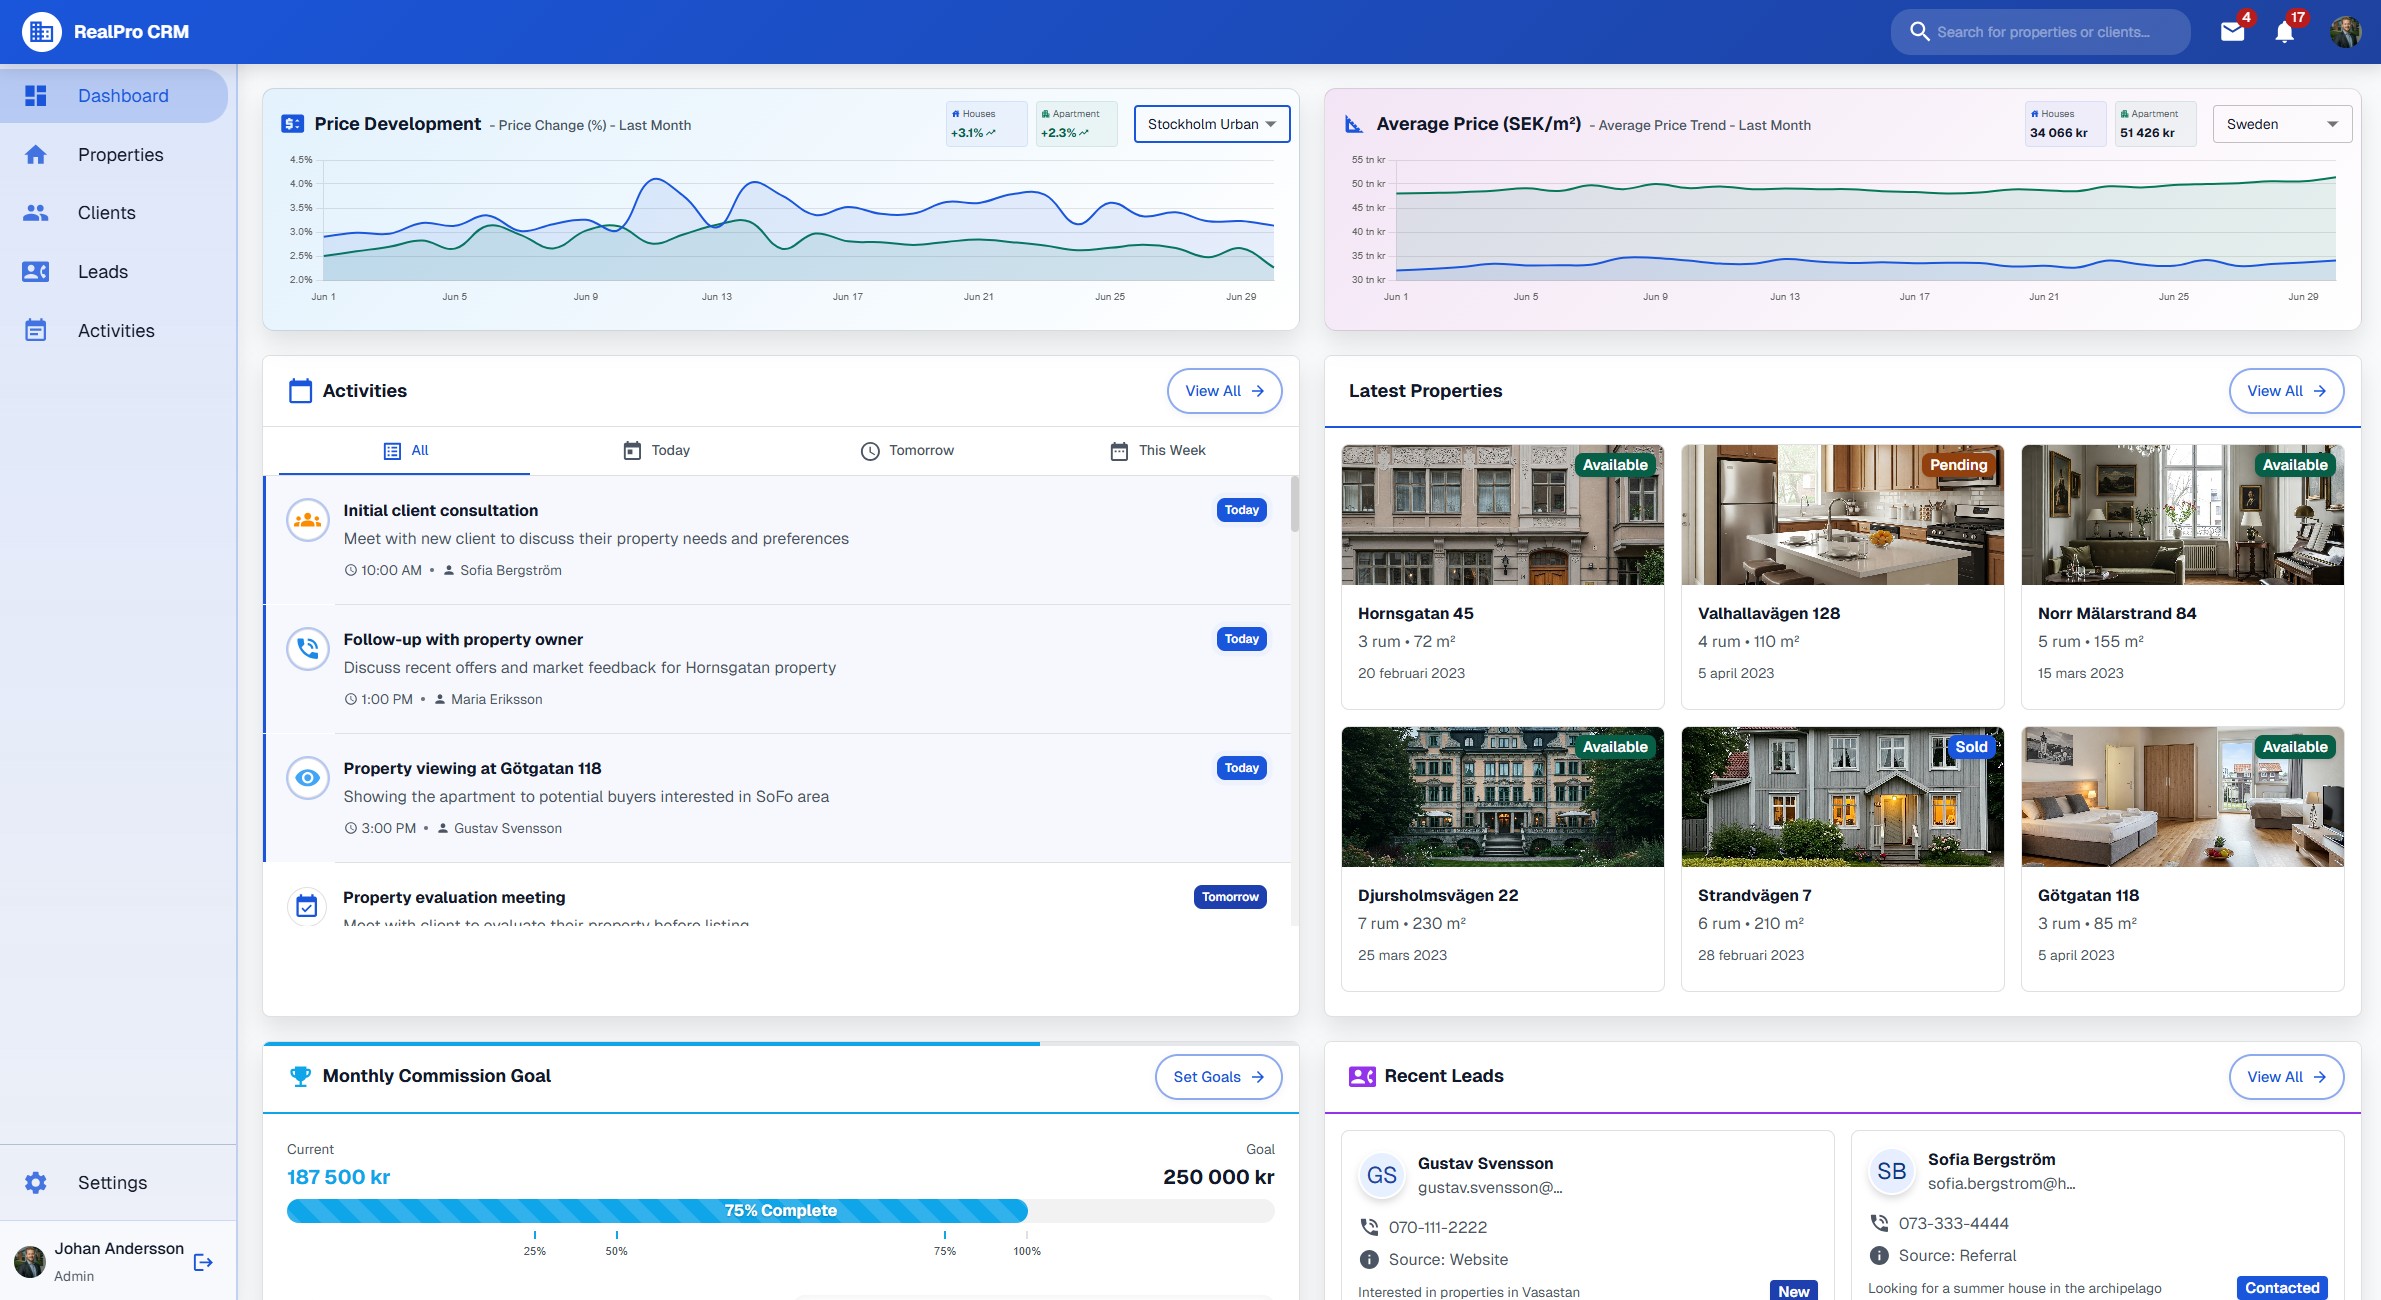 RealPro CRM
Search for properties or clients...
4
17
Dashboard
Properties
Clients
Leads
Activities
Settings
Johan Andersson
Admin
Price Development - Price Change (%) - Last Month
Houses
+3.1%
Apartment
+2.3%
Stockholm Urban
4.5%
4.0%
3.5%
3.0%
2.5%
2.0%
Jun 1 Jun 5 Jun 9 Jun 13 Jun 17 Jun 21 Jun 25 Jun 29
Average Price (SEK/m²) - Average Price Trend - Last Month
Houses
34 066 kr
Apartment
51 426 kr
Sweden
55 tn kr
50 tn kr
45 tn kr
40 tn kr
35 tn kr
30 tn kr
Jun 1 Jun 5 Jun 9 Jun 13 Jun 17 Jun 21 Jun 25 Jun 29
Activities
View All
All Today Tomorrow This Week
Initial client consultation
Today
Meet with new client to discuss their property needs and preferences
10:00 AM • Sofia Bergström
Follow-up with property owner
Today
Discuss recent offers and market feedback for Hornsgatan property
1:00 PM • Maria Eriksson
Property viewing at Götgatan 118
Today
Showing the apartment to potential buyers interested in SoFo area
3:00 PM • Gustav Svensson
Property evaluation meeting
Tomorrow
Meet with client to evaluate their property before listing
Latest Properties
View All
Available
Hornsgatan 45
3 rum • 72 m²
20 februari 2023
Pending
Valhallavägen 128
4 rum • 110 m²
5 april 2023
Available
Norr Mälarstrand 84
5 rum • 155 m²
15 mars 2023
Available
Djursholmsvägen 22
7 rum • 230 m²
25 mars 2023
Sold
Strandvägen 7
6 rum • 210 m²
28 februari 2023
Available
Götgatan 118
3 rum • 85 m²
5 april 2023
Monthly Commission Goal
Set Goals
Current
187 500 kr
Goal
250 000 kr
75% Complete
25% 50% 75% 100%
Recent Leads
View All
GS
Gustav Svensson
gustav.svensson@...
070-111-2222
Source: Website
Interested in properties in Vasastan
New
SB
Sofia Bergström
sofia.bergstrom@h...
073-333-4444
Source: Referral
Looking for a summer house in the archipelago
Contacted